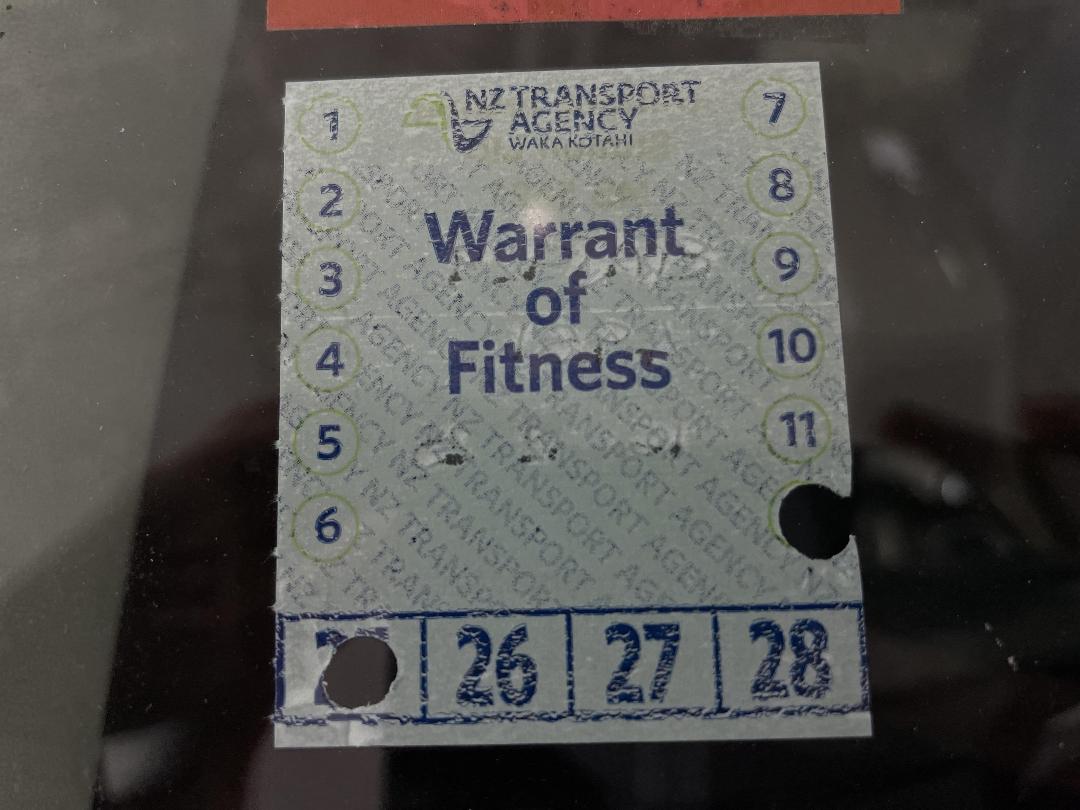 NZ TRANSPORT
AGENCY
WAKA KOTAHI
1
2
3
4
5
6
7
8
9
10
11
Warrant
of
Fitness
26 27 28